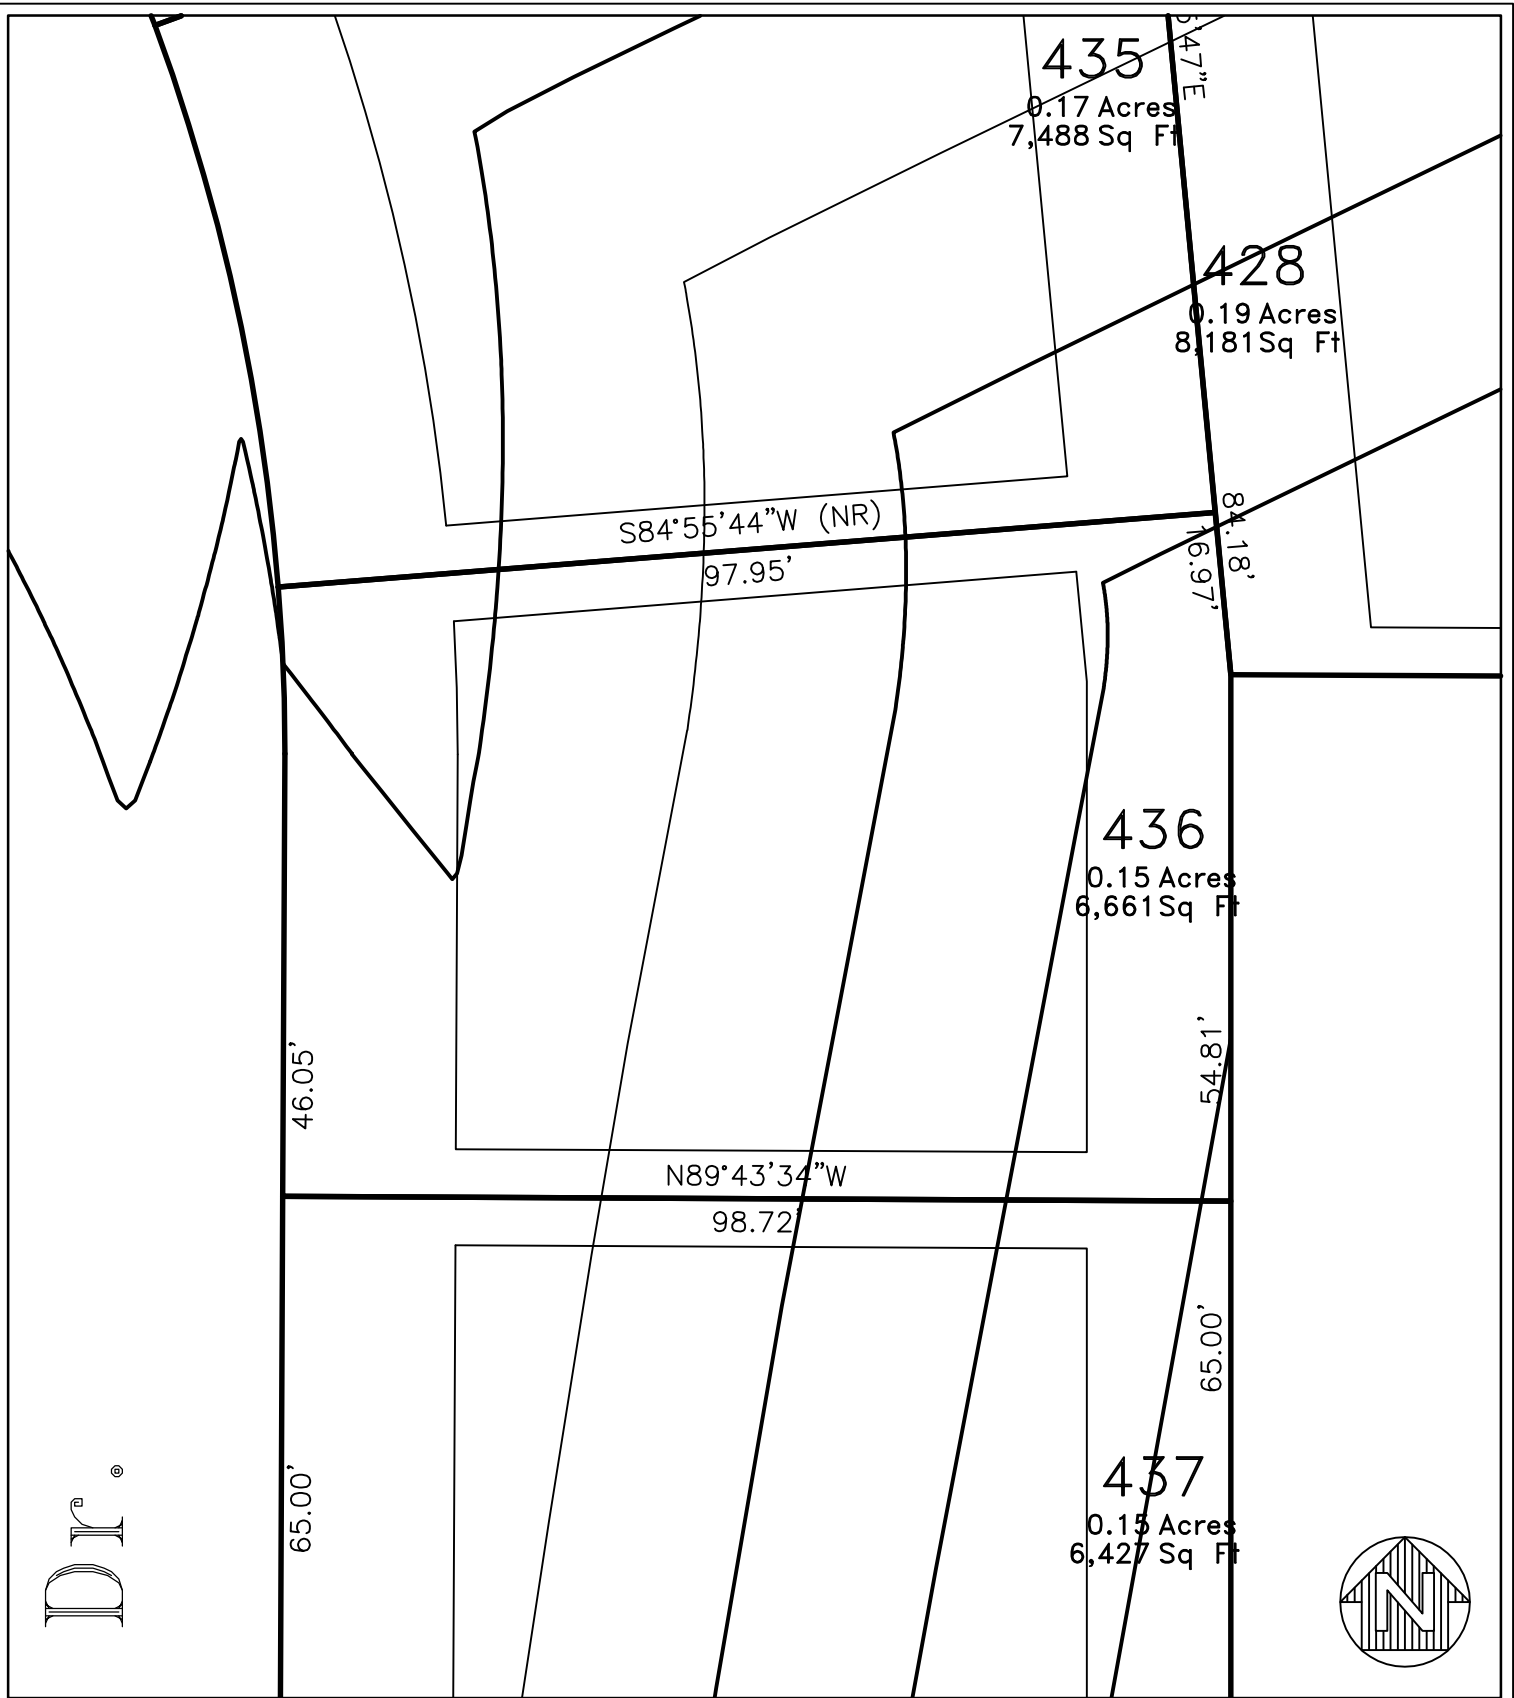 435
0.17 Acres
7,488 Sq Ft
5'47"E
428
0.19 Acres
8,181 Sq Ft
S84°55'44"W (NR)
97.95'
84.18'
16.97'
436
0.15 Acres
6,661 Sq Ft
46.05'
54.81'
N89°43'34"W
98.72'
65.00'
65.00'
437
0.15 Acres
6,427 Sq Ft
Dr.
N